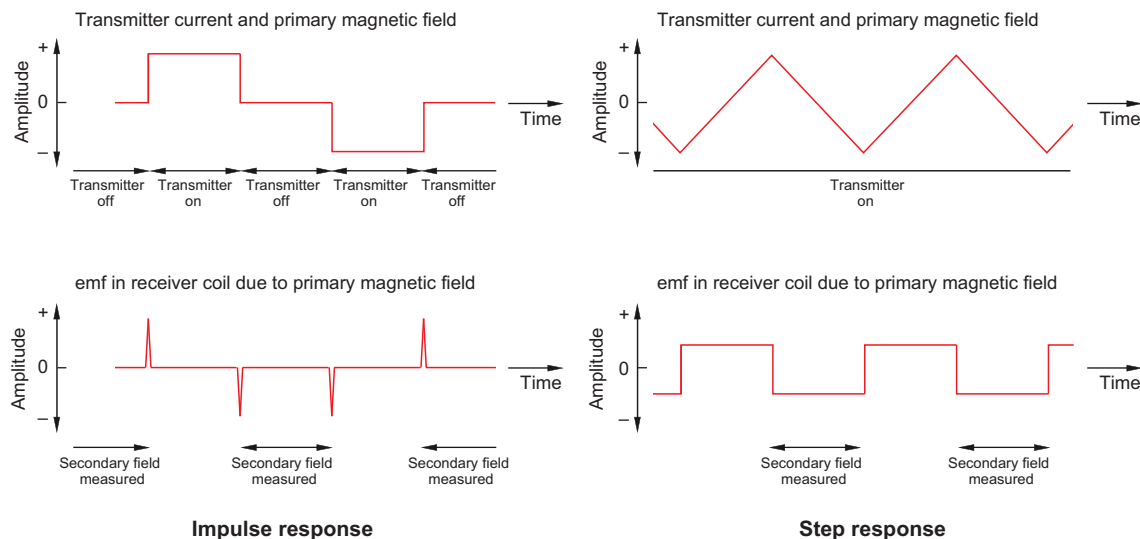 Transmitter current and primary magnetic field
+
Amplitude
0
–
Time
Transmitter off
Transmitter on
Transmitter off
Transmitter on
Transmitter off
Transmitter current and primary magnetic field
+
Amplitude
0
–
Time
Transmitter on
emf in receiver coil due to primary magnetic field
+
Amplitude
0
–
Time
Secondary field measured
Secondary field measured
Secondary field measured
Impulse response
emf in receiver coil due to primary magnetic field
+
Amplitude
0
–
Time
Secondary field measured
Secondary field measured
Step response